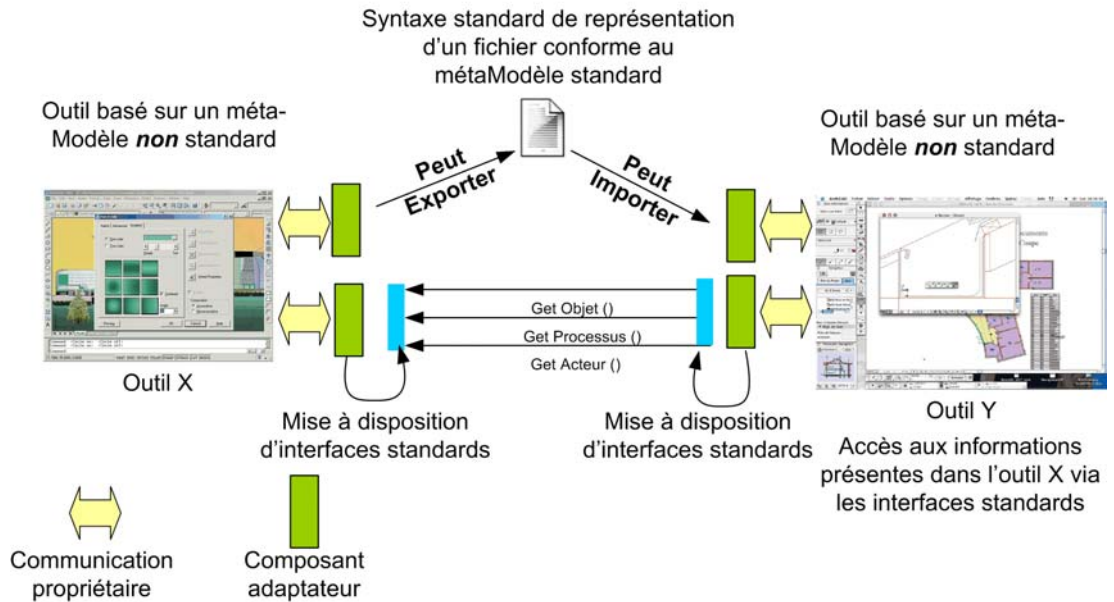 Syntaxe standard de représentation
d'un fichier conforme au
métaModèle standard
Outil basé sur un méta-
Modèle non standard
Outil basé sur un méta-
Modèle non standard
Peut
Exporter
Peut
Importer
Get Objet ()
Get Processus ()
Get Acteur ()
Outil X
Outil Y
Mise à disposition
d'interfaces standards
Mise à disposition
d'interfaces standards
Accès aux informations
présentes dans l'outil X via
les interfaces standards
Communication
propriétaire
Composant
adaptateur